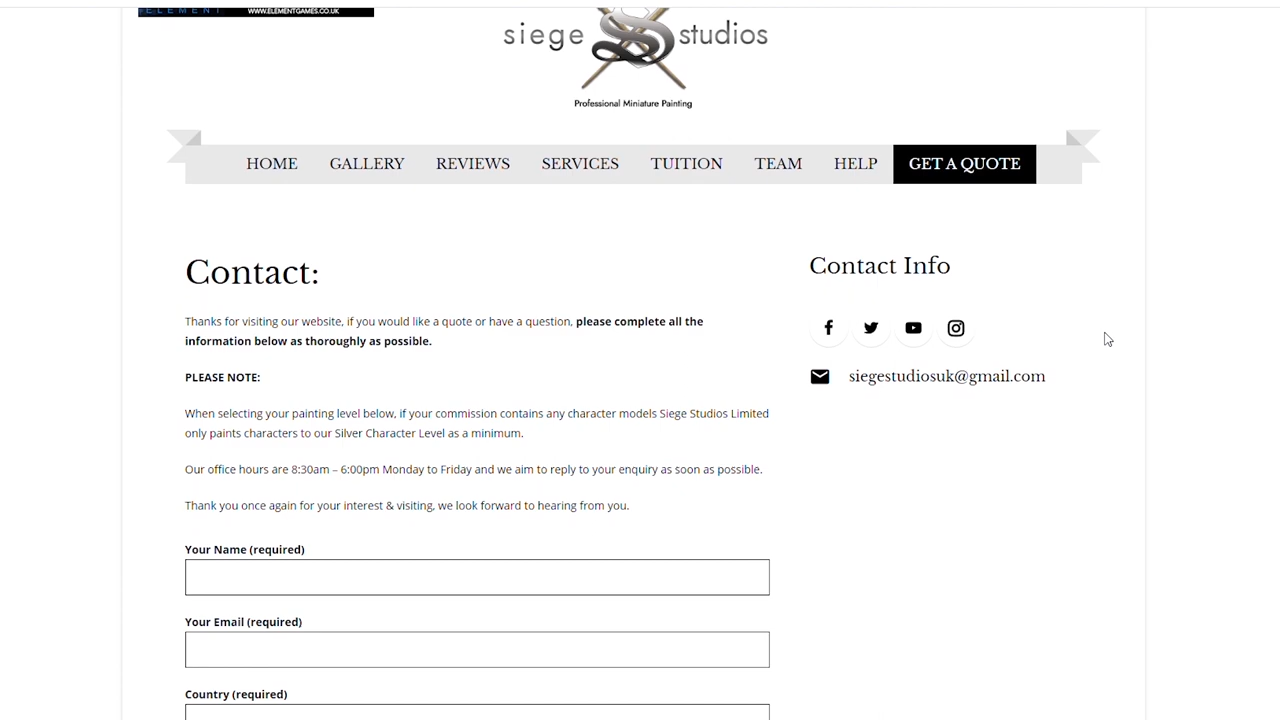 ELEMENT WWW.ELEMENTGAMES.CO.UK
siege S studios
Professional Miniature Painting
HOME GALLERY REVIEWS SERVICES TUITION TEAM HELP GET A QUOTE
Contact:
Thanks for visiting our website, if you would like a quote or have a question, please complete all the
information below as thoroughly as possible.
PLEASE NOTE:
When selecting your painting level below, if your commission contains any character models Siege Studios Limited
only paints characters to our Silver Character Level as a minimum.
Our office hours are 8:30am – 6:00pm Monday to Friday and we aim to reply to your enquiry as soon as possible.
Thank you once again for your interest & visiting, we look forward to hearing from you.
Your Name (required)
Your Email (required)
Country (required)
Contact Info
siegestudiosuk@gmail.com